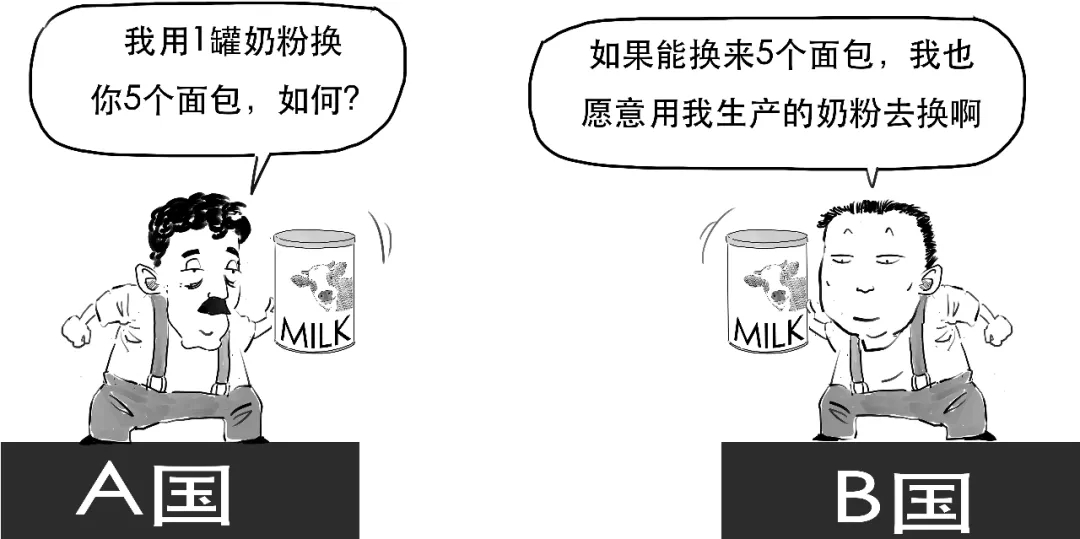 我用1罐奶粉换
你5个面包，如何?
如果能换来5个面包，我也
愿意用我生产的奶粉去换啊
MILK
MILK
A国
B国